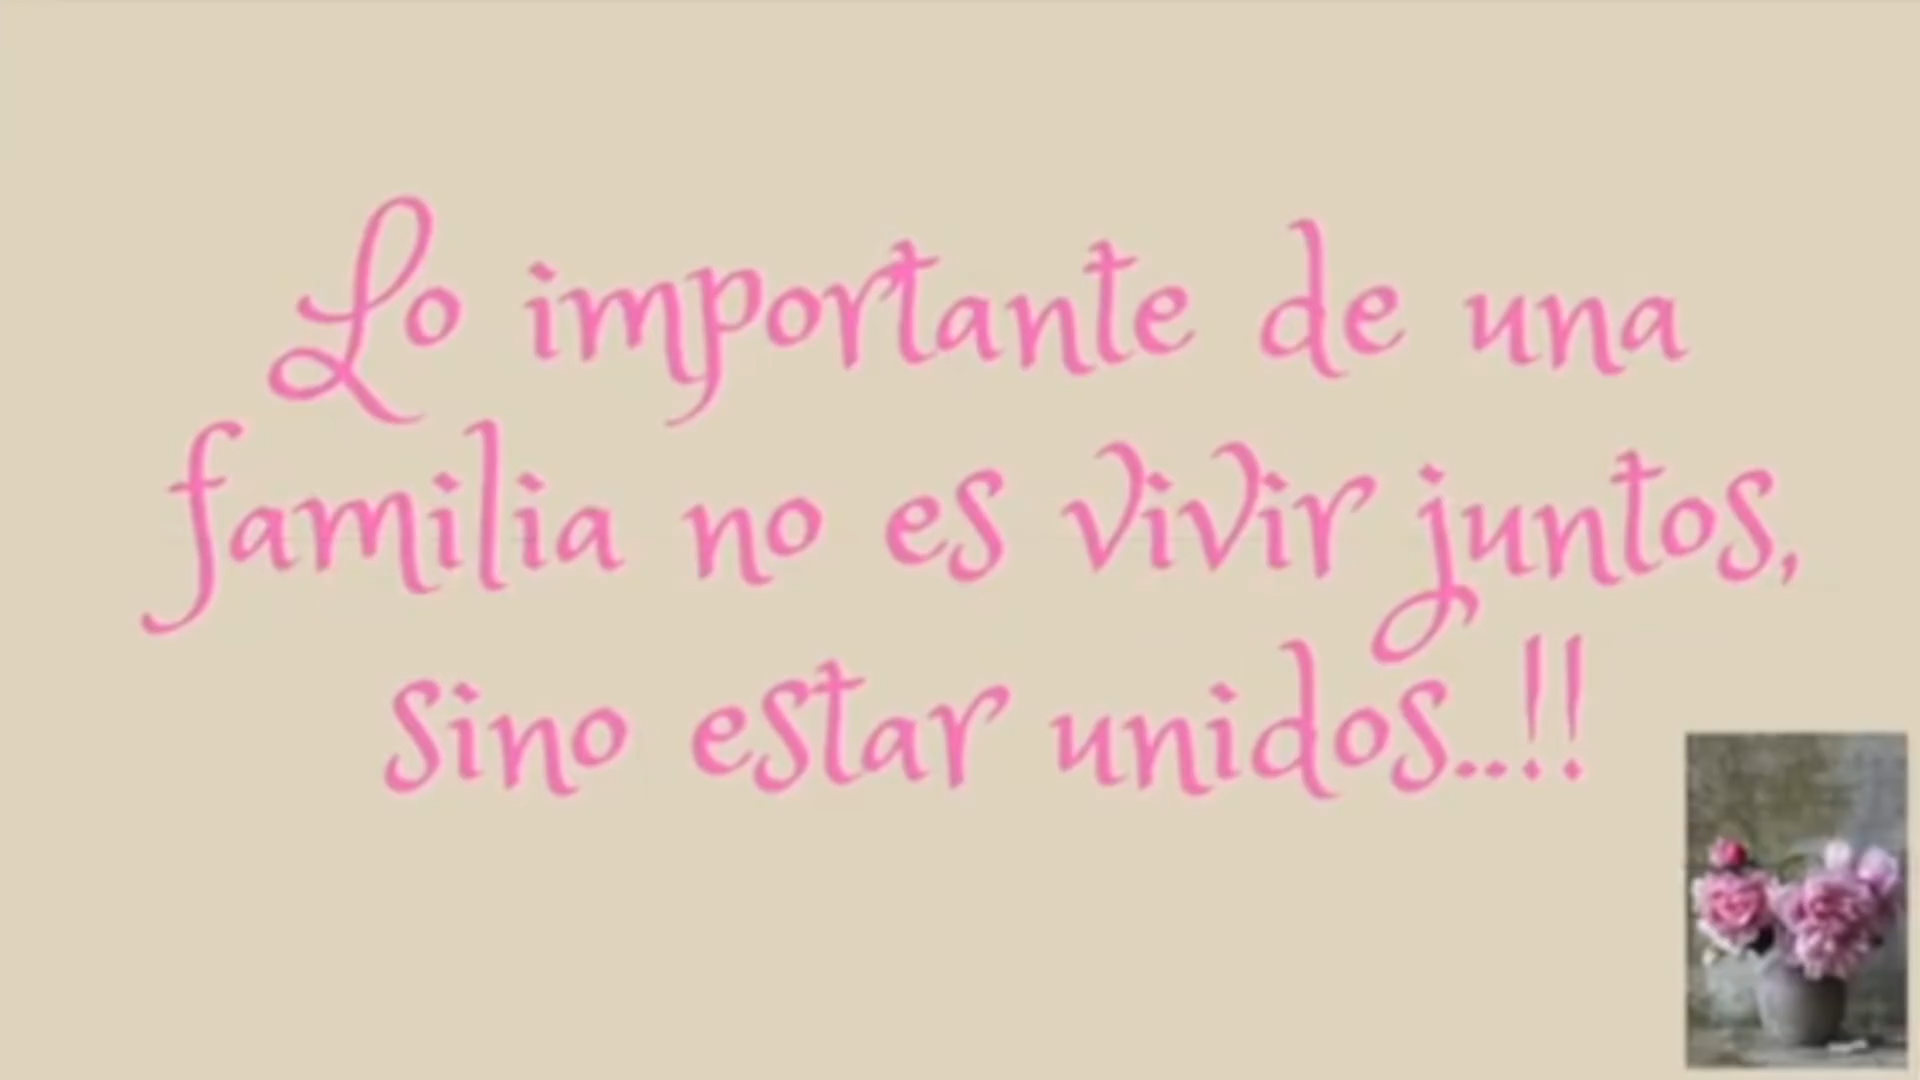 Lo importante de una
familia no es vivir juntos,
sino estar unidos..!!